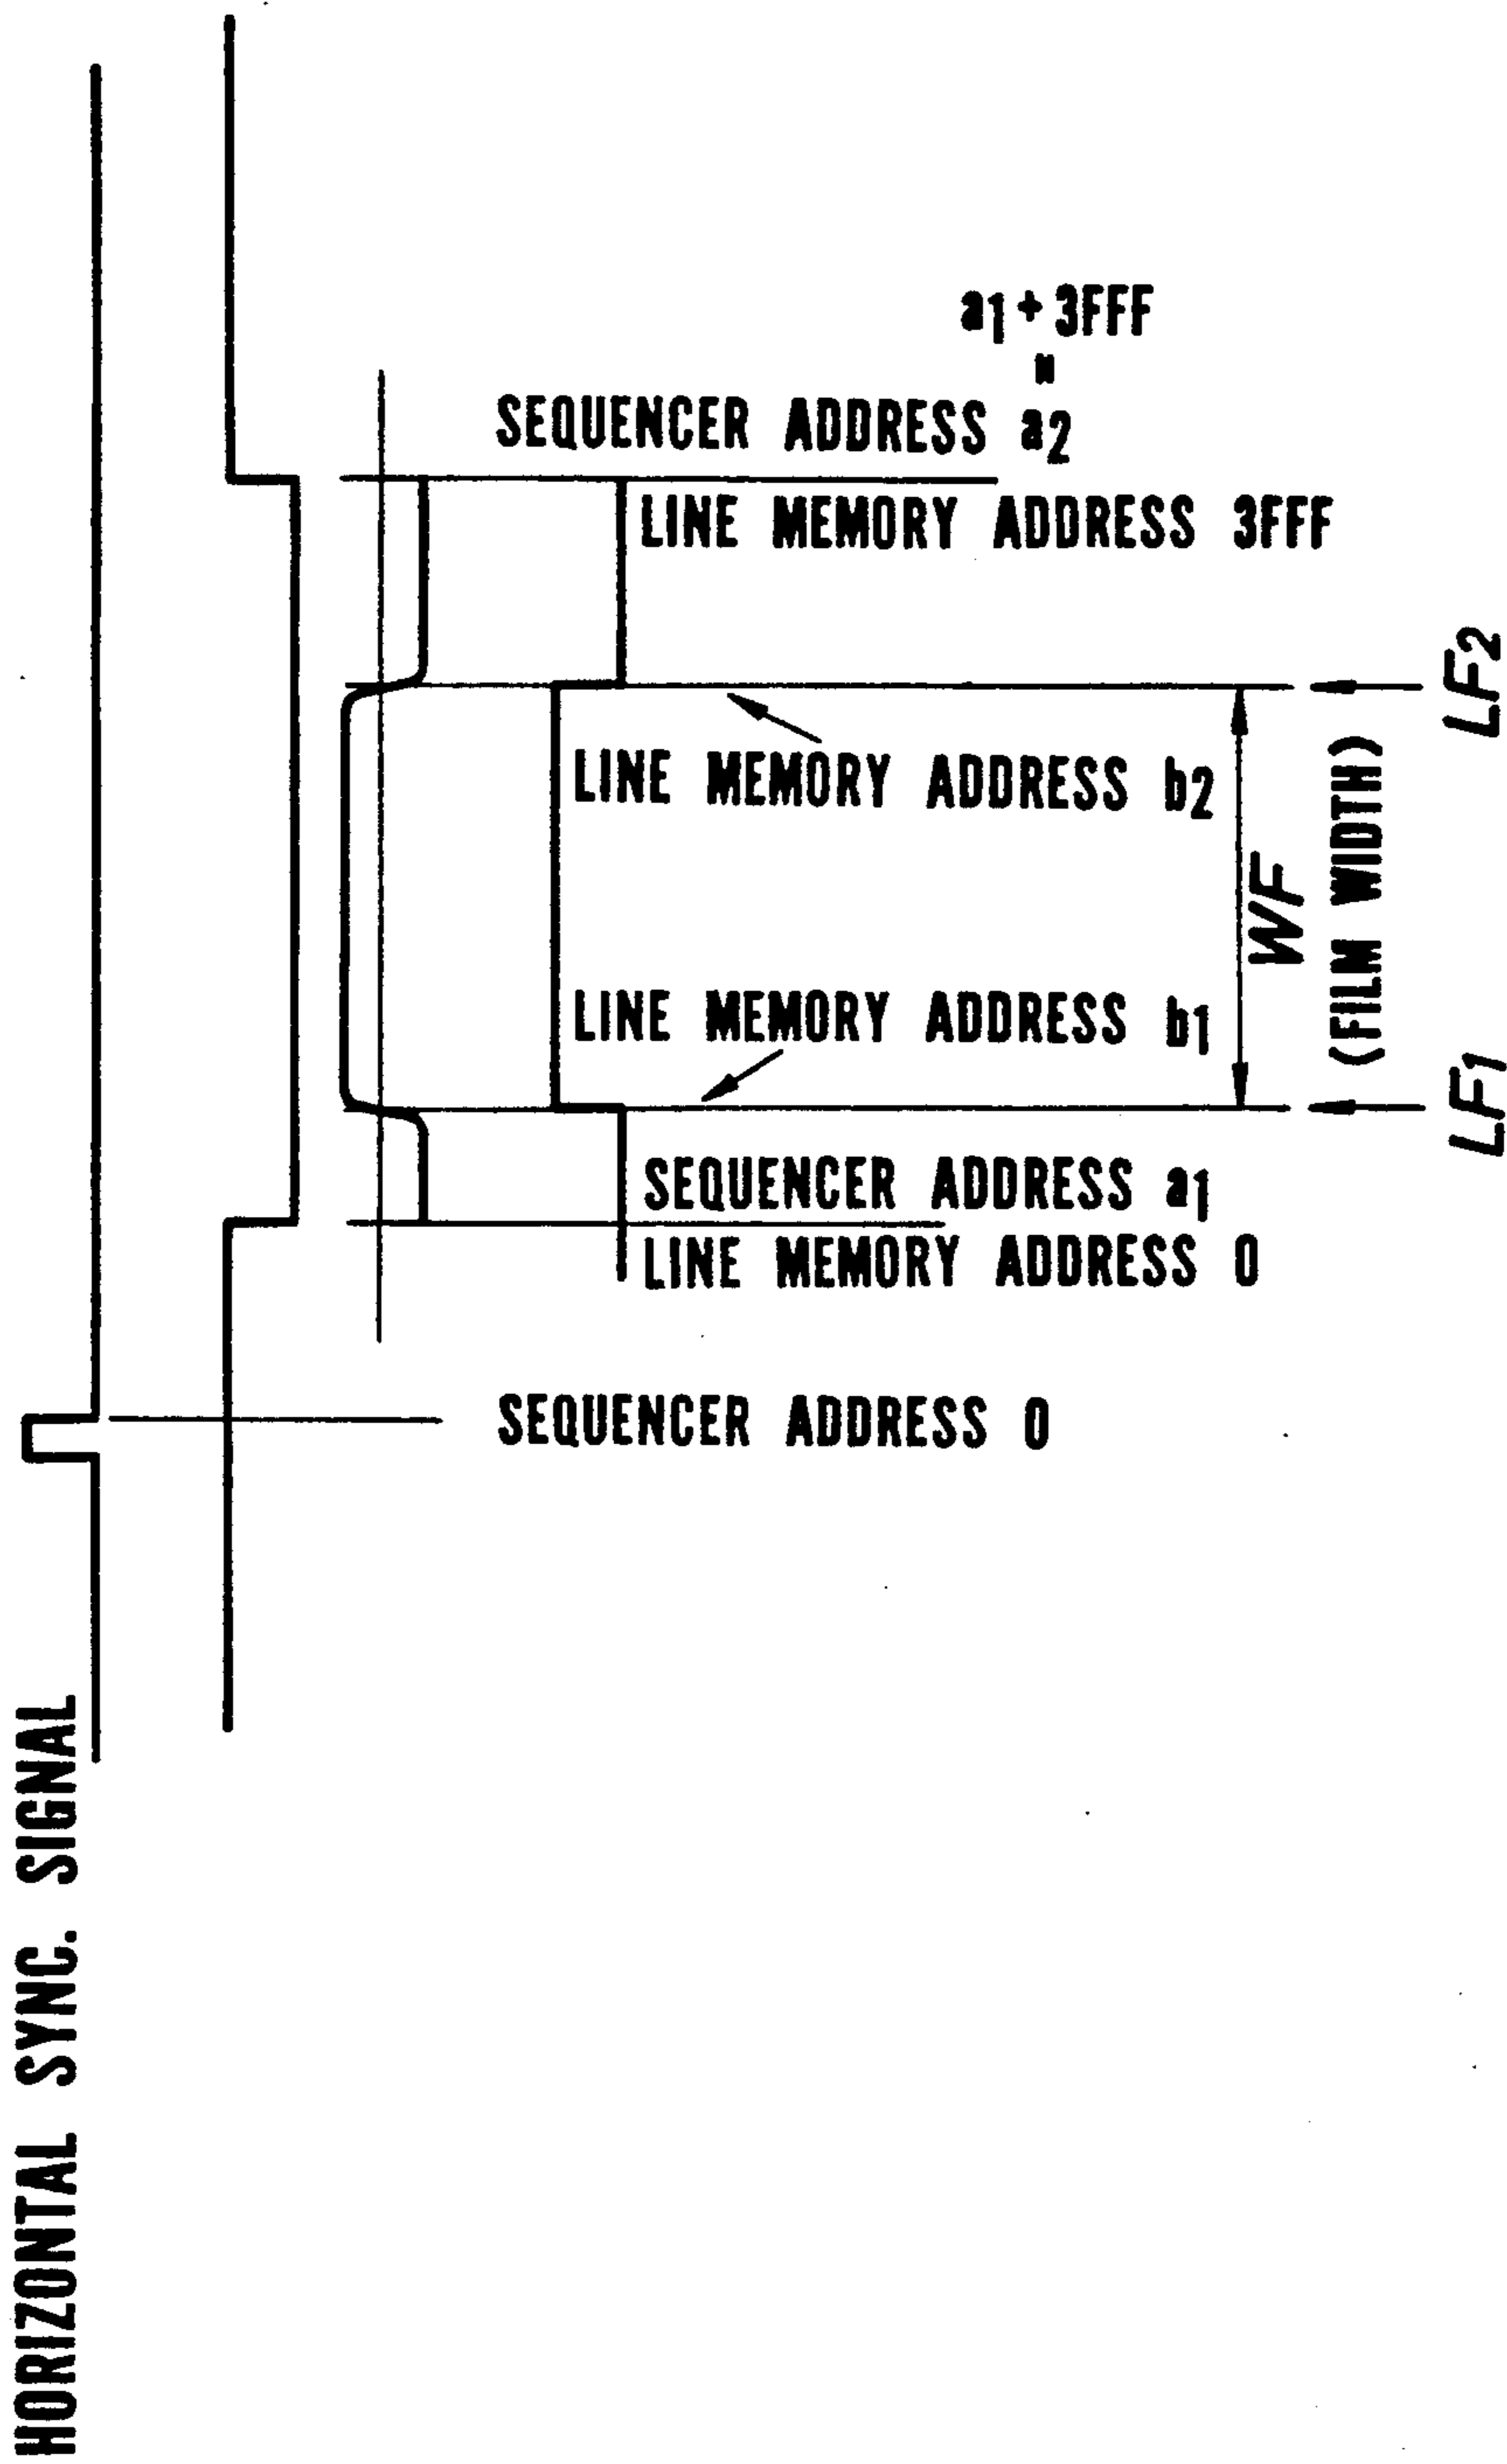 HORIZONTAL SYNC. SIGNAL
a1 + 3FFF
=
SEQUENCER ADDRESS a2
LINE MEMORY ADDRESS 3FFF
LINE MEMORY ADDRESS b2
LINE MEMORY ADDRESS b1
SEQUENCER ADDRESS a1
LINE MEMORY ADDRESS 0
SEQUENCER ADDRESS 0
WF
(FILM WIDTH)
LF1
LF2